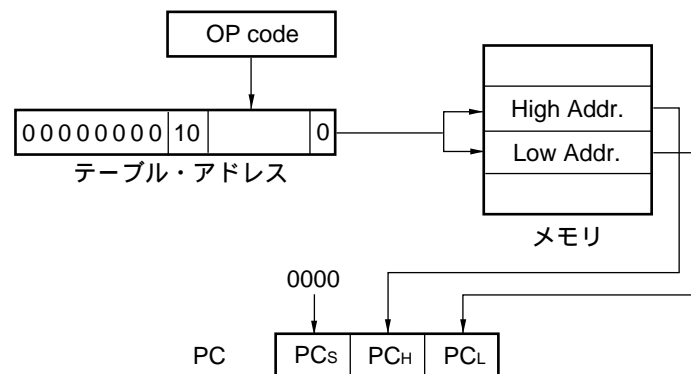 OP code
00000000 10 0
テーブル・アドレス
High Addr.
Low Addr.
メモリ
0000
PC PCS PCH PCL